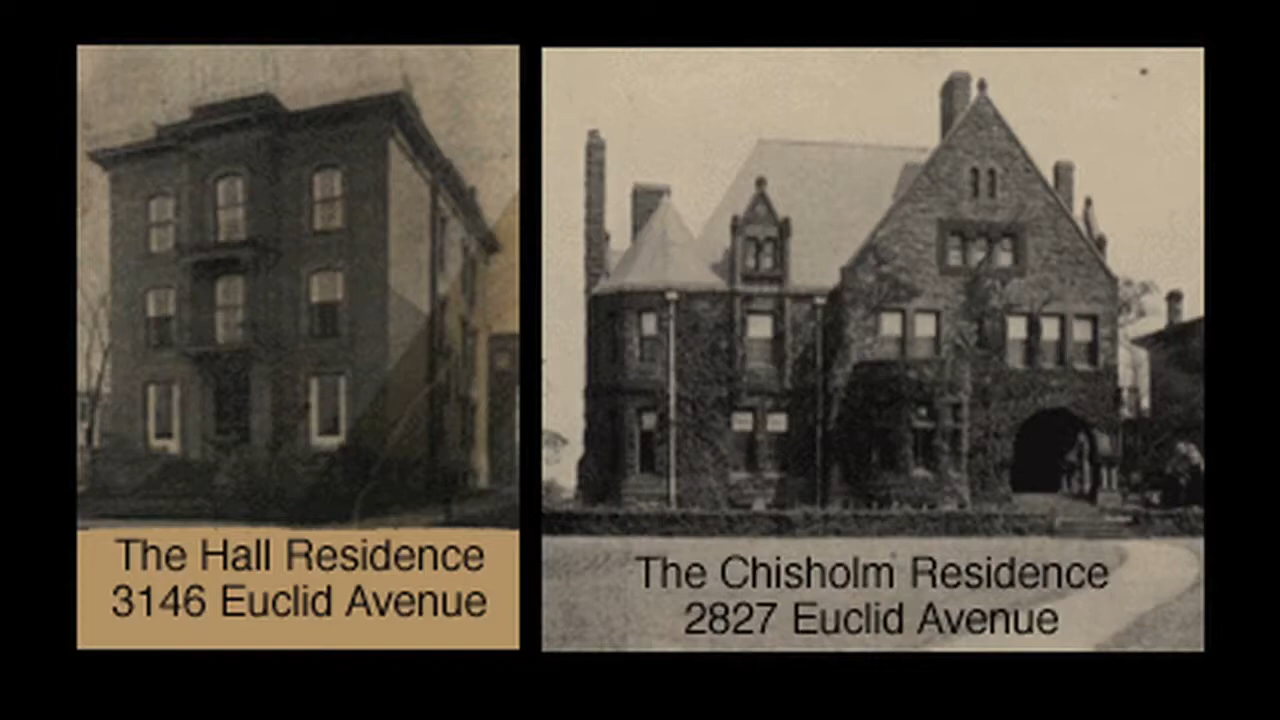 The Hall Residence
3146 Euclid Avenue
The Chisholm Residence
2827 Euclid Avenue